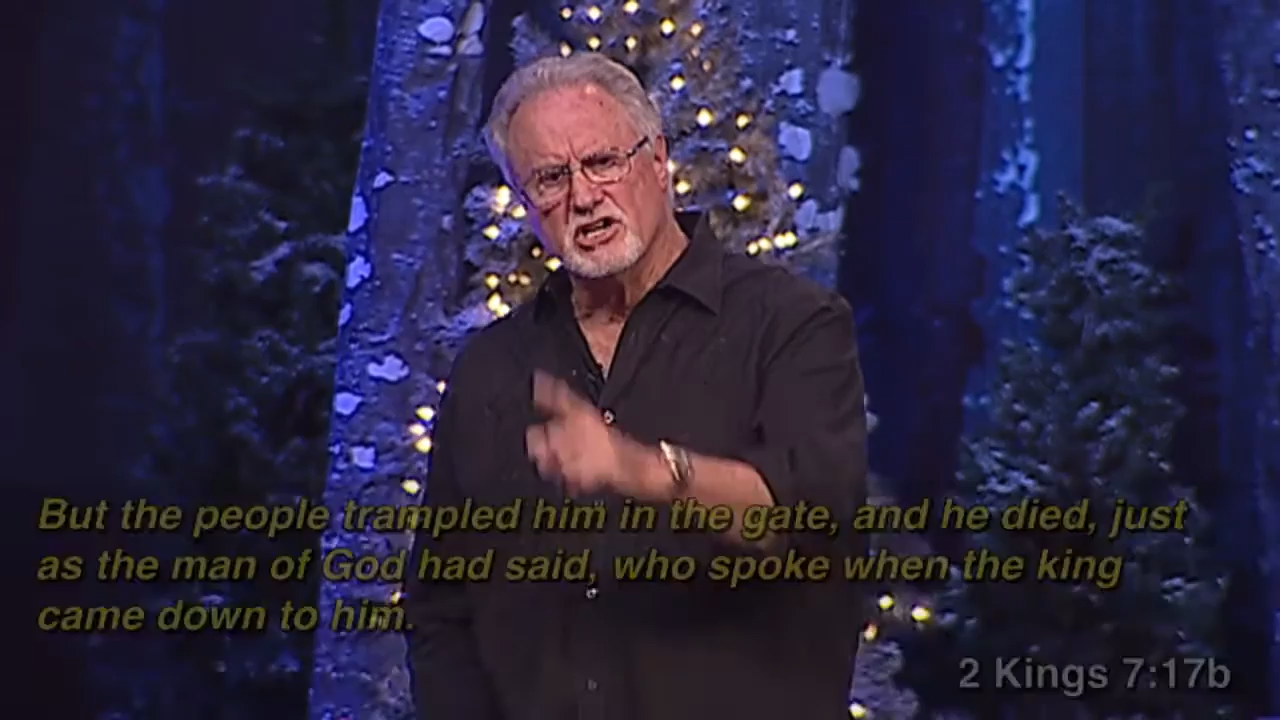 But the people trampled him in the gate, and he died, just
as the man of God had said, who spoke when the king
came down to him.
2 Kings 7:17b